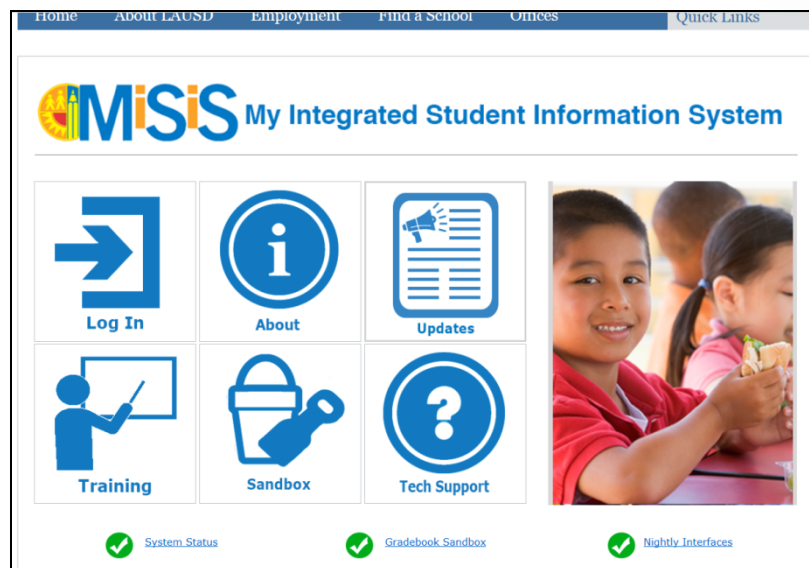 Home About LAUSD Employment Find a School Offices Quick Links
MiSiS My Integrated Student Information System
Log In About Updates
Training Sandbox Tech Support
System Status Gradebook Sandbox Nightly Interfaces